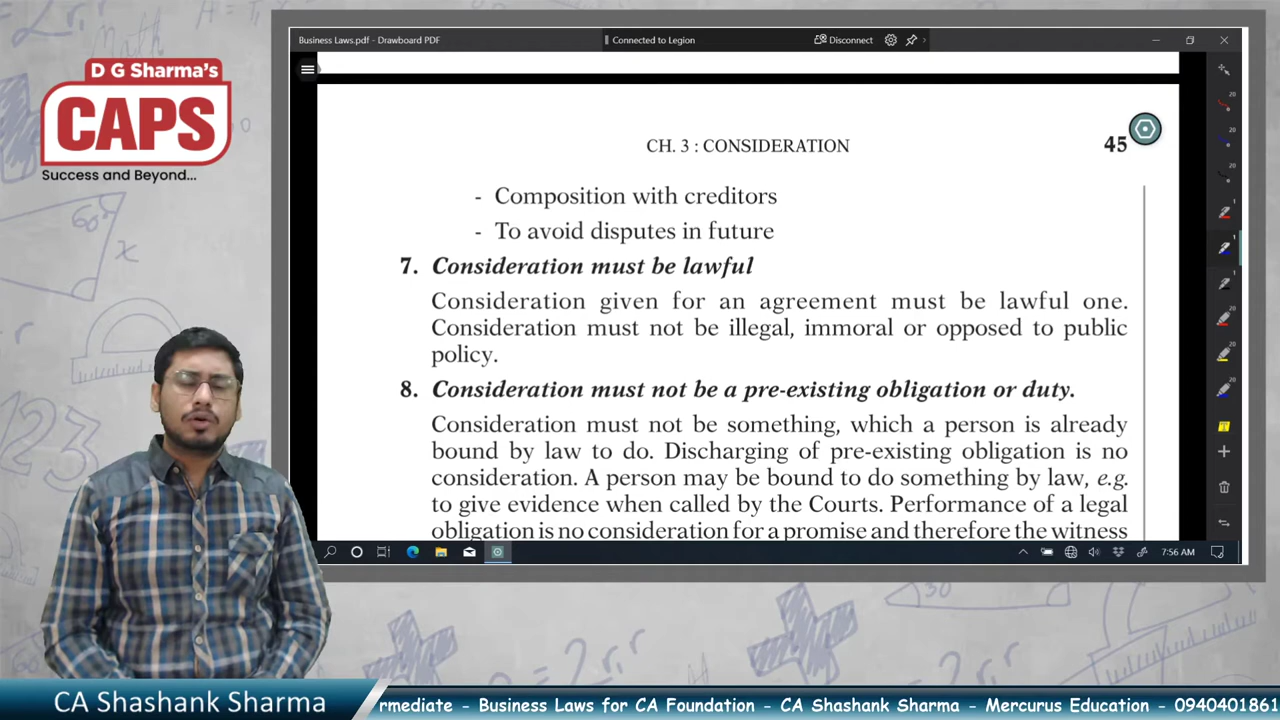 D G Sharma's
CAPS
Success and Beyond...
Business Laws.pdf - Drawboard PDF
Connected to Legion
Disconnect
CH. 3 : CONSIDERATION
45
- Composition with creditors
- To avoid disputes in future
7. Consideration must be lawful
Consideration given for an agreement must be lawful one.
Consideration must not be illegal, immoral or opposed to public
policy.
8. Consideration must not be a pre-existing obligation or duty.
Consideration must not be something, which a person is already
bound by law to do. Discharging of pre-existing obligation is no
consideration. A person may be bound to do something by law, e.g.
to give evidence when called by the Courts. Performance of a legal
obligation is no consideration for a promise and therefore the witness
7:56 AM
CA Shashank Sharma
rmediate - Business Laws for CA Foundation - CA Shashank Sharma - Mercurus Education - 0940401861